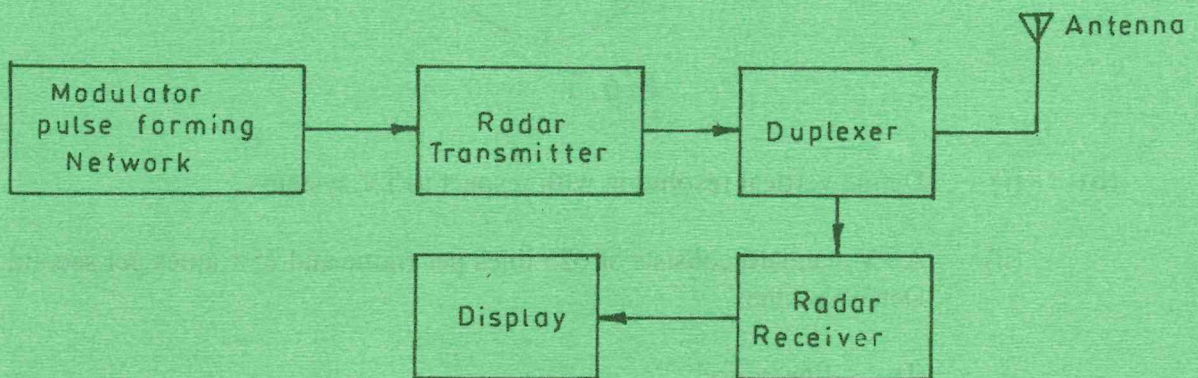 Antenna
Modulator
pulse forming
Network
Radar
Transmitter
Duplexer
Display
Radar
Receiver